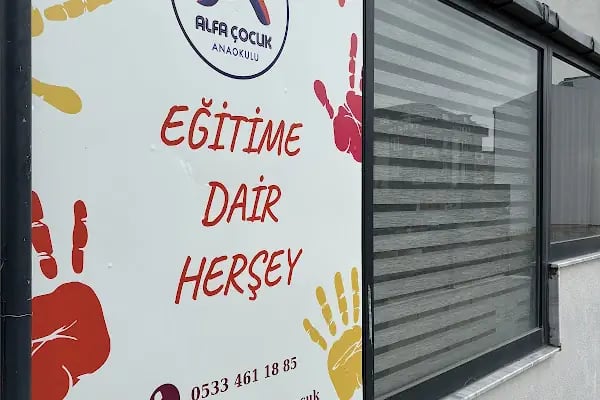 ALFA ÇOCUK
ANAOKULU
EĞİTİME
DAİR
HERŞEY
0533 461 18 85